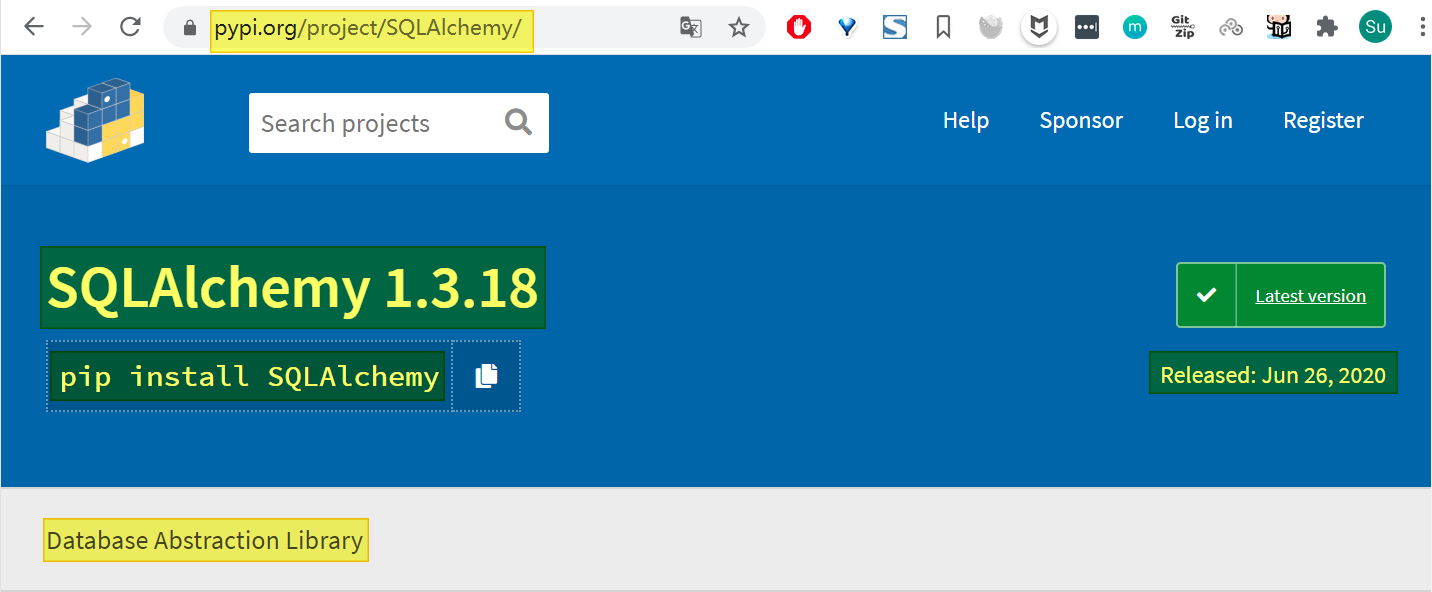 pypi.org/project/SQLAlchemy/
m
Git
Zip
Su
Search projects
Help
Sponsor
Log in
Register
SQLAlchemy 1.3.18
Latest version
pip install SQLAlchemy
Released: Jun 26, 2020
Database Abstraction Library